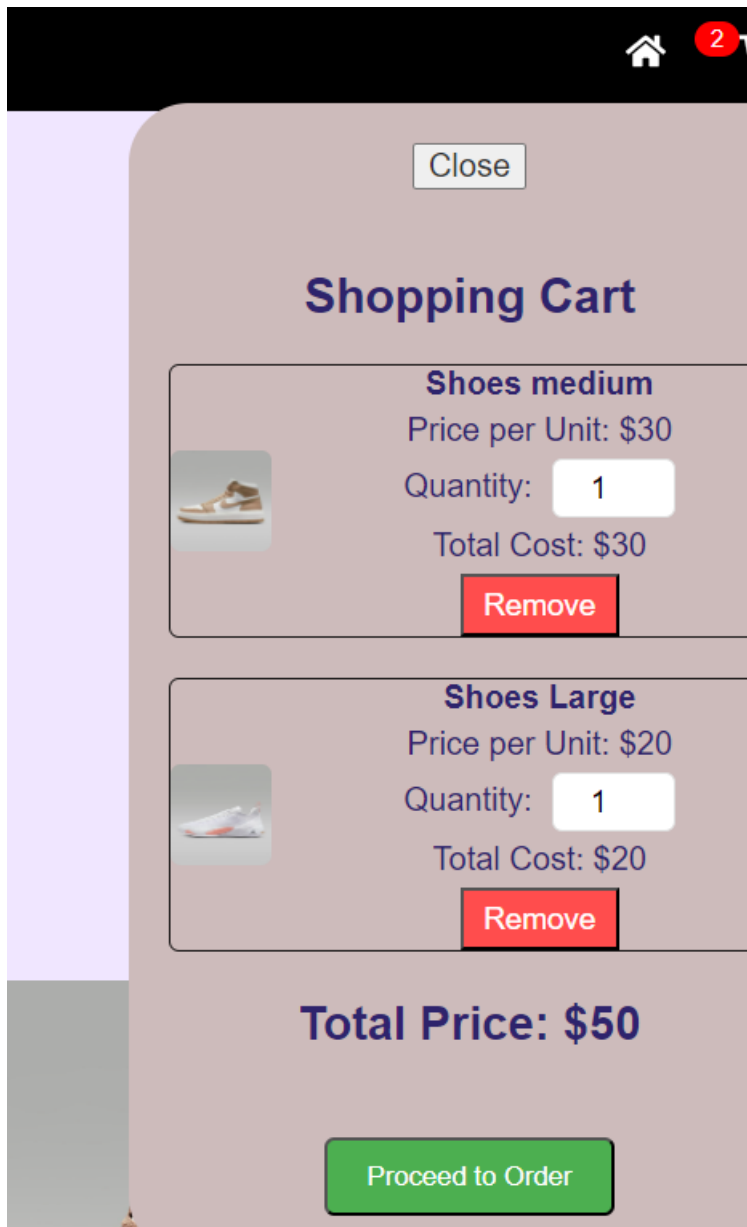 2
Close
Shopping Cart
Shoes medium
Price per Unit: $30
Quantity: 1
Total Cost: $30
Remove
Shoes Large
Price per Unit: $20
Quantity: 1
Total Cost: $20
Remove
Total Price: $50
Proceed to Order